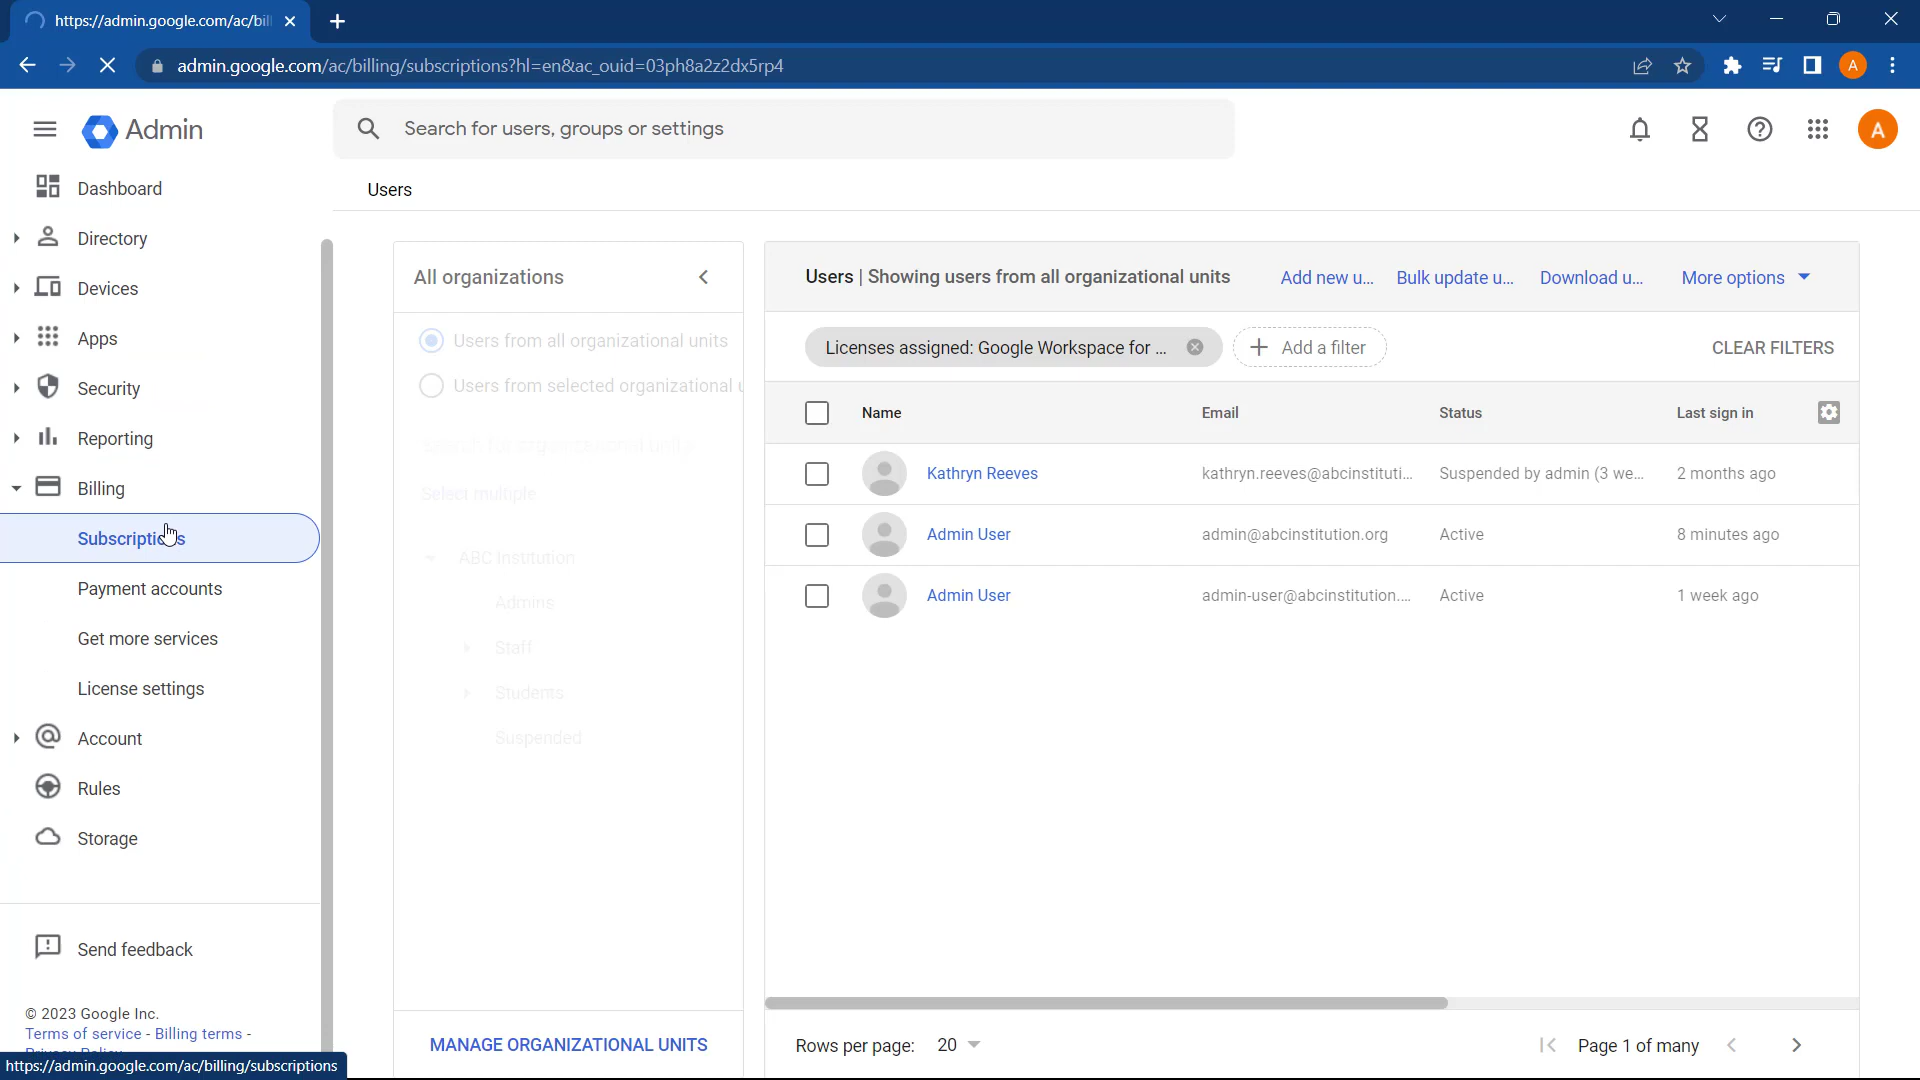 https://admin.google.com/ac/bil
admin.google.com/ac/billing/subscriptions?hl=en&ac_ouid=03ph8a2z2dx5rp4
A
Admin
Search for users, groups or settings
A
Dashboard
Directory
Devices
Apps
Security
Reporting
Billing
Subscriptions
Payment accounts
Get more services
License settings
Account
Rules
Storage
Send feedback
© 2023 Google Inc.
Terms of service - Billing terms -
Privacy Policy
https://admin.google.com/ac/billing/subscriptions
Users
All organizations
Users from all organizational units
Users from selected organizational u
Search for organizational units
Select multiple
ABC Institution
Admins
Staff
Students
Suspended
MANAGE ORGANIZATIONAL UNITS
Users | Showing users from all organizational units
Add new u... Bulk update u... Download u... More options
Licenses assigned: Google Workspace for ... Add a filter CLEAR FILTERS
Name Email Status Last sign in
Kathryn Reeves kathryn.reeves@abcinstituti... Suspended by admin (3 we... 2 months ago
Admin User admin@abcinstitution.org Active 8 minutes ago
Admin User admin-user@abcinstitution.... Active 1 week ago
Rows per page: 20 Page 1 of many